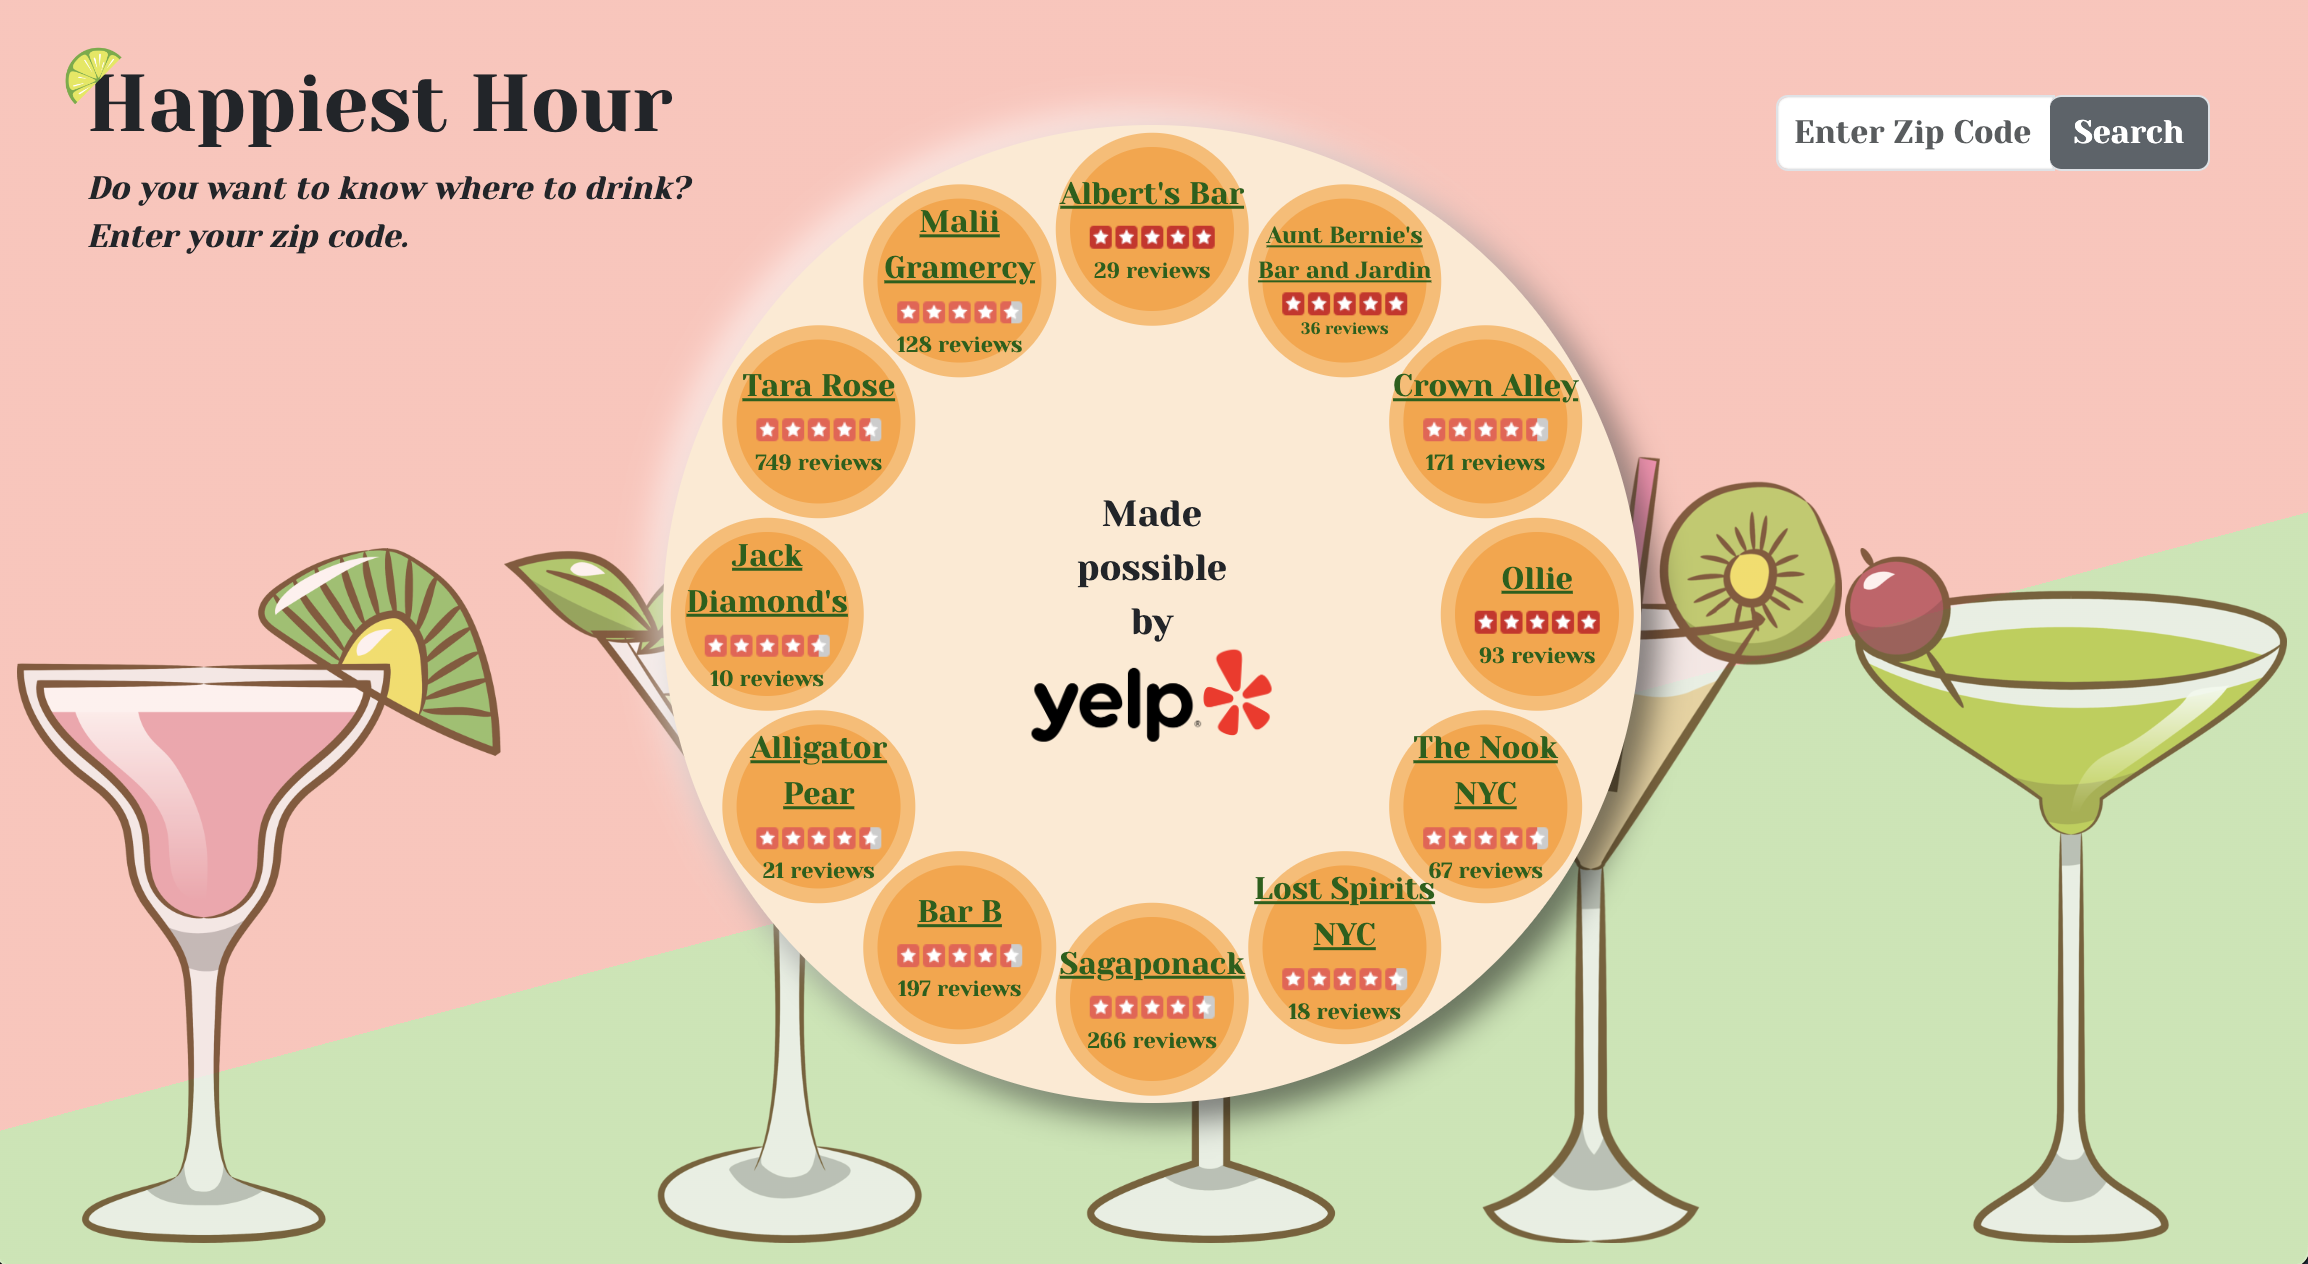 Happiest Hour
Do you want to know where to drink?
Enter your zip code.
Enter Zip Code
Search
Albert's Bar
29 reviews
Aunt Bernie's
Bar and Jardin
36 reviews
Crown Alley
171 reviews
Ollie
93 reviews
The Nook
NYC
67 reviews
Lost Spirits
NYC
18 reviews
Sagaponack
266 reviews
Bar B
197 reviews
Alligator
Pear
21 reviews
Jack
Diamond's
10 reviews
Tara Rose
749 reviews
Malii
Gramercy
128 reviews
Made
possible
by
yelp®